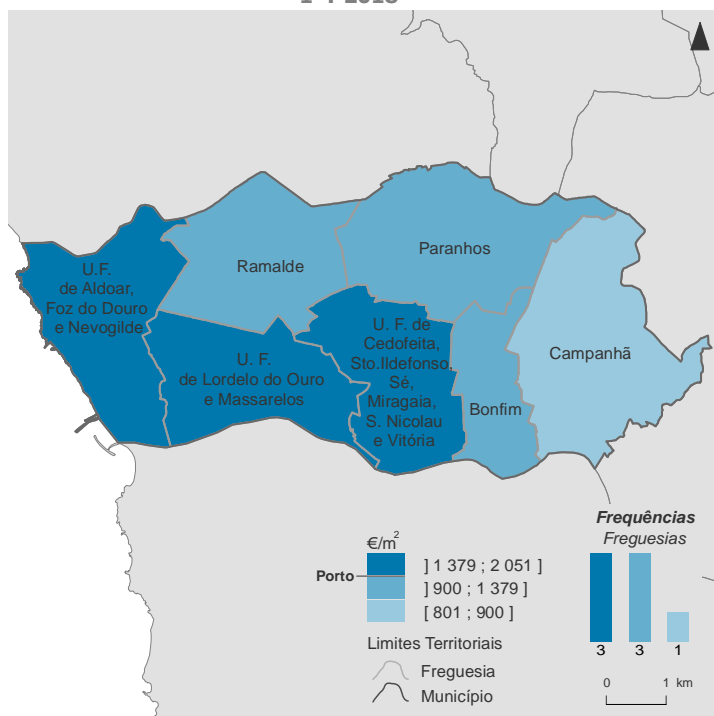 U.F.
de Aldoar,
Foz do Douro
e Nevogilde
Ramalde
Paranhos
U. F.
de Lordelo do Ouro
e Massarelos
U. F. de
Cedofeita,
Sto.Ildefonso,
Sé,
Miragaia,
S. Nicolau
e Vitória
Bonfim
Campanhã
€/m²
Porto
] 1 379 ; 2 051 ]
] 900 ; 1 379 ]
[ 801 ; 900 ]
Limites Territoriais
Freguesia
Município
Frequências
Freguesias
3 3 1
0 1 km